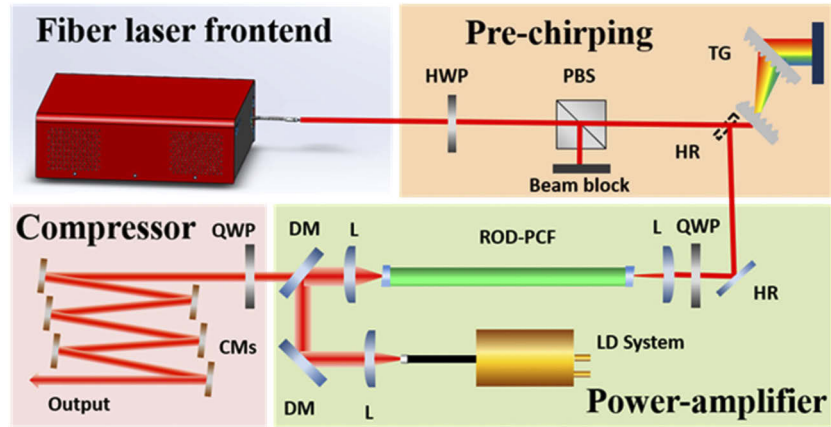 Fiber laser frontend
Pre-chirping
TG
HWP
PBS
HR
Beam block
Compressor
QWP
DM
L
ROD-PCF
L
QWP
HR
CMs
LD System
Output
DM
L
Power-amplifier